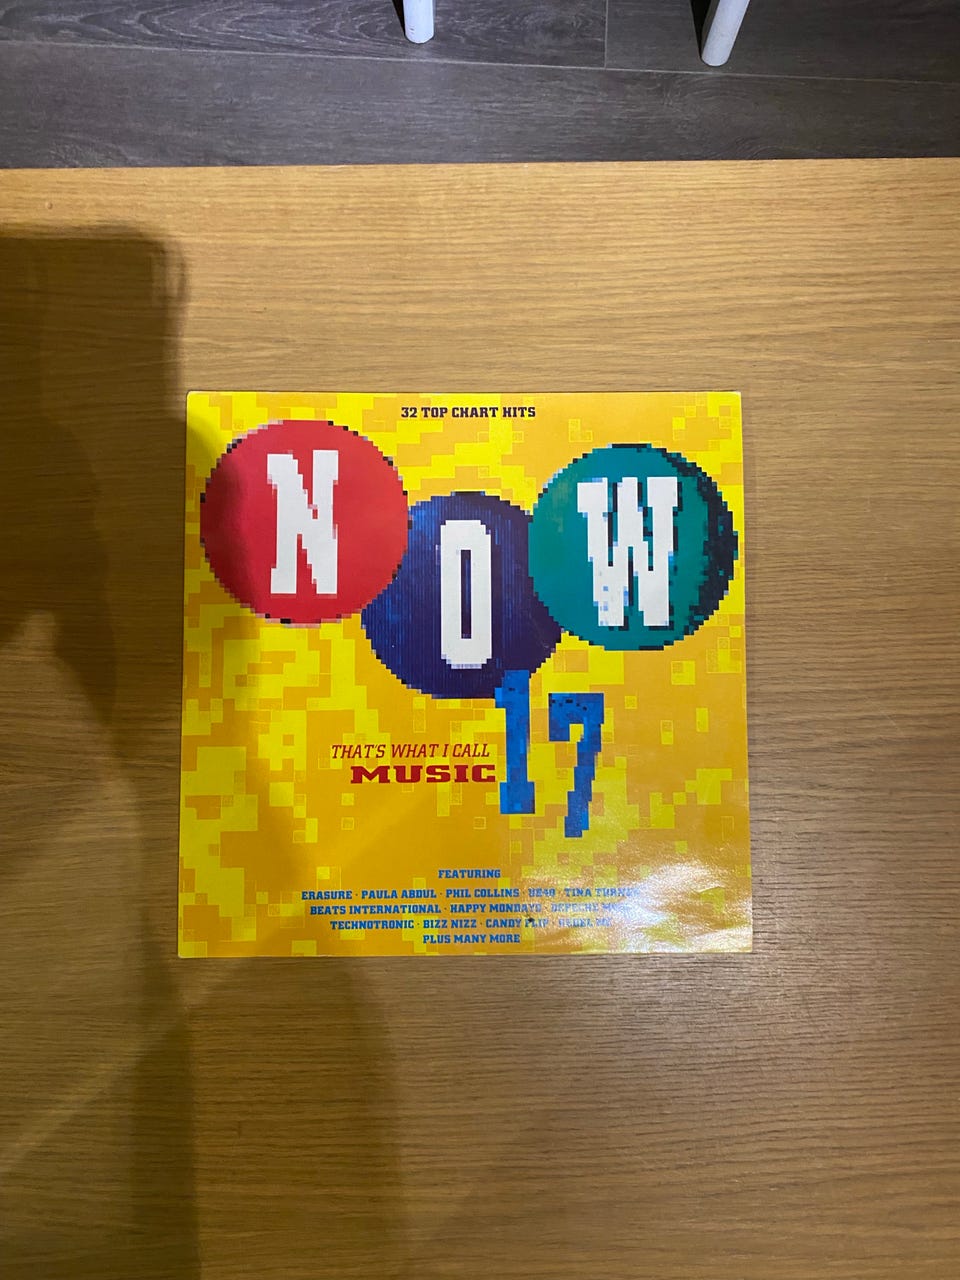 32 TOP CHART HITS
NOW
17
THAT'S WHAT I CALL
MUSIC
FEATURING
ERASURE · PAULA ABDUL · PHIL COLLINS · UB40 · TINA
BEATS INTERNATIONAL · HAPPY MONDAYS · DEPECHE
TECHNOTRONIC · BIZZ NIZZ · CANDY FLIP ·
PLUS MANY MORE